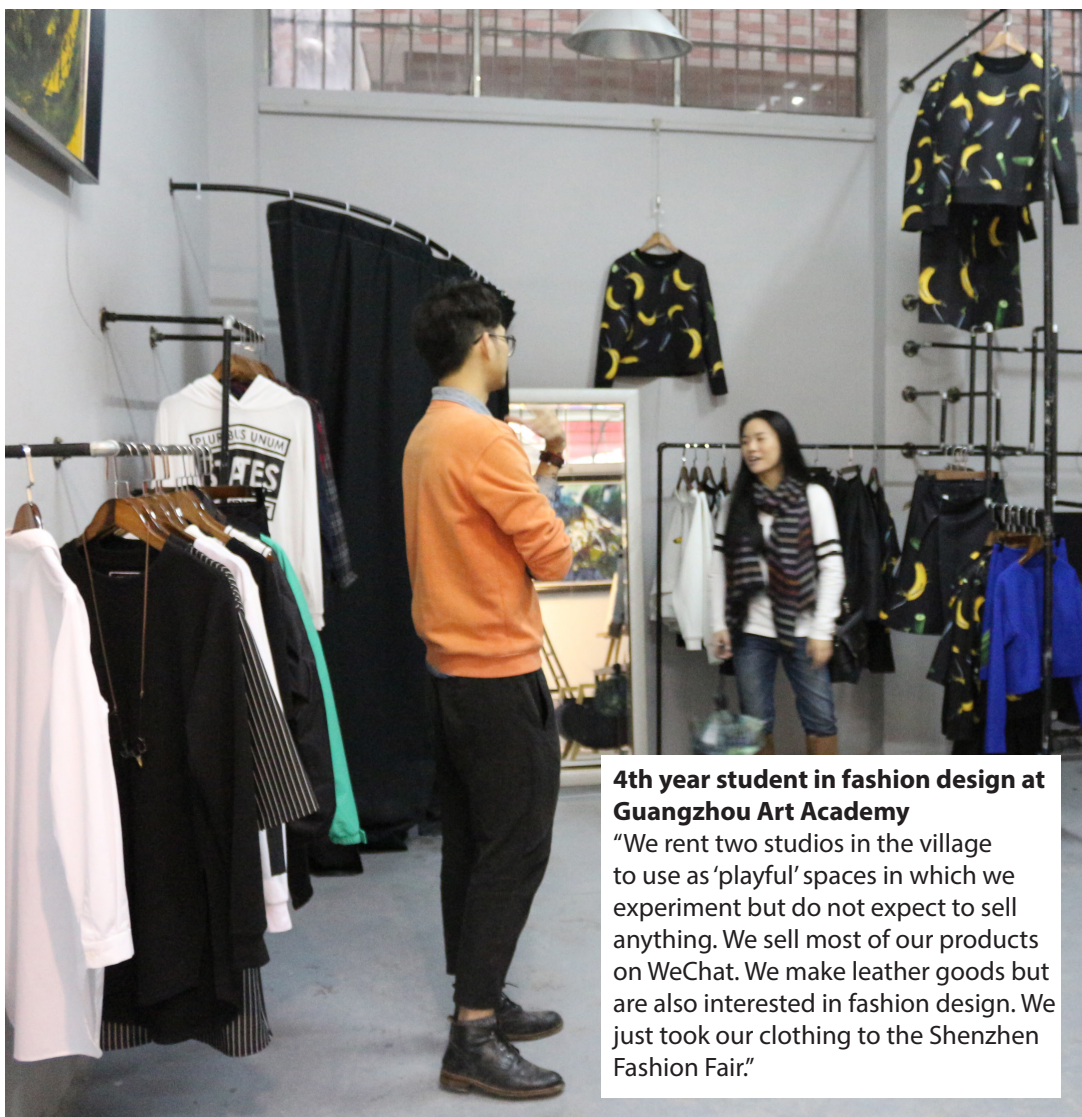 PLURIBUS UNUM
STATES
4th year student in fashion design at
Guangzhou Art Academy
“We rent two studios in the village
to use as ‘playful’ spaces in which we
experiment but do not expect to sell
anything. We sell most of our products
on WeChat. We make leather goods but
are also interested in fashion design. We
just took our clothing to the Shenzhen
Fashion Fair.”